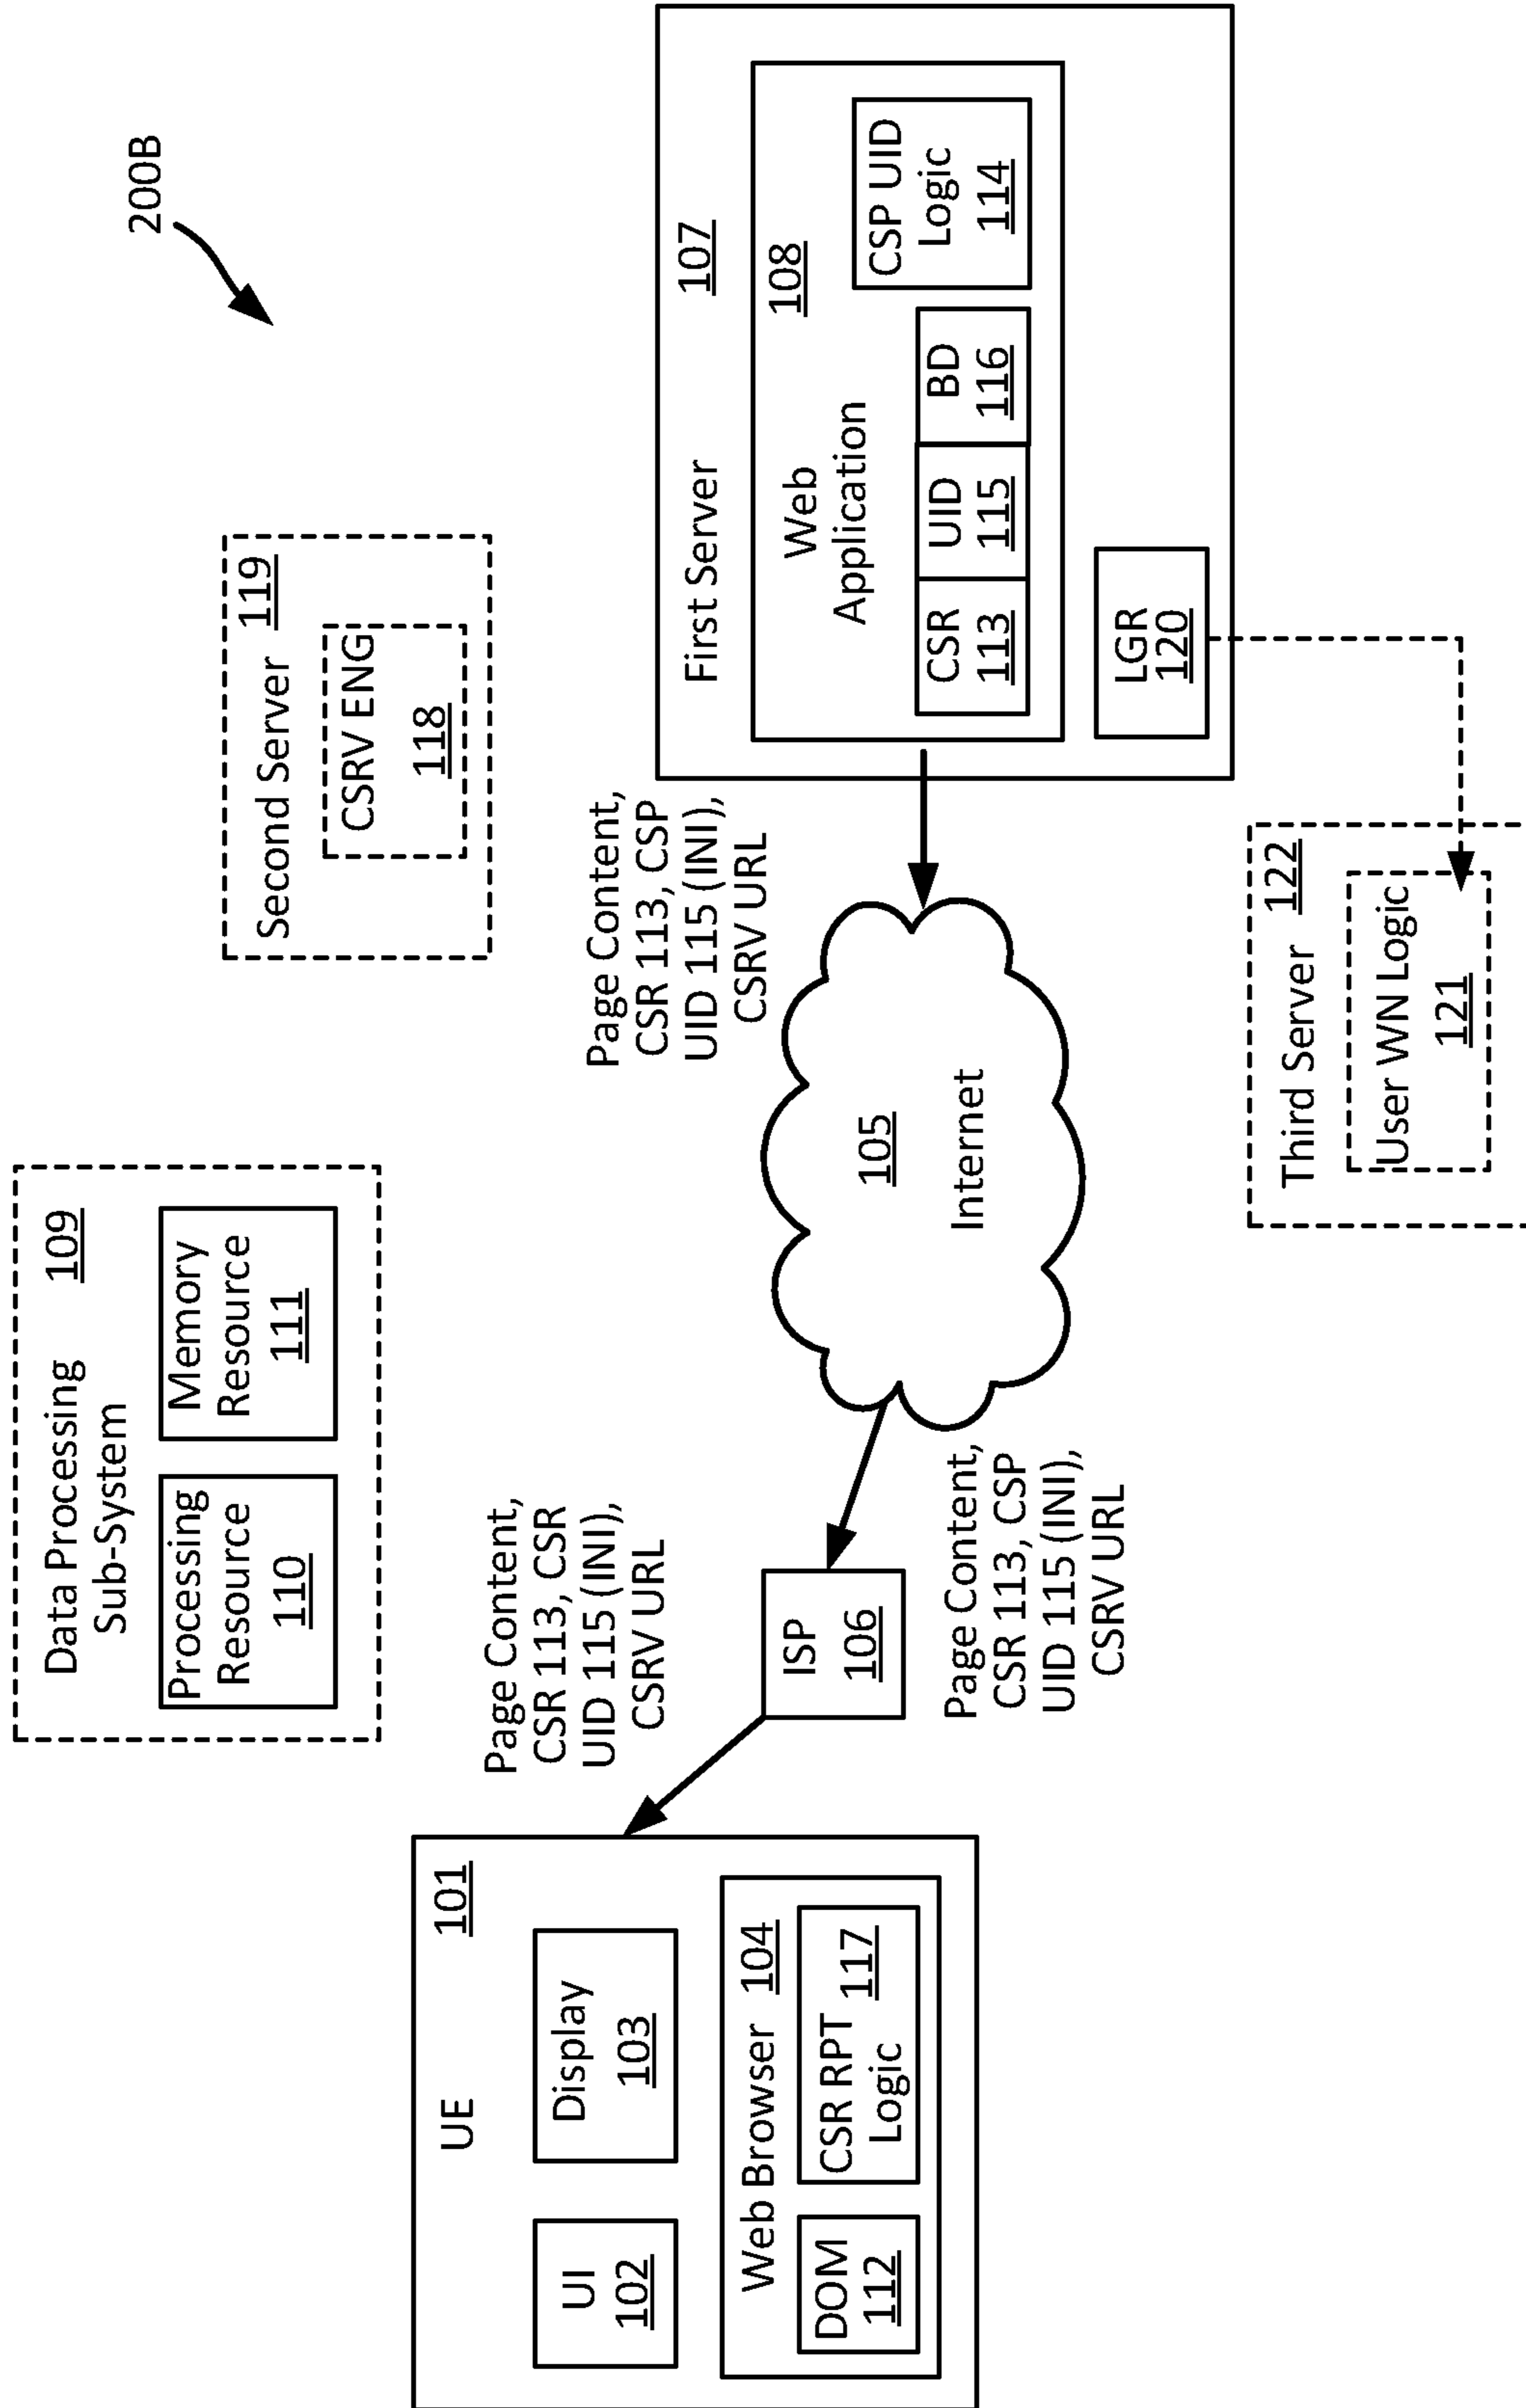 200B
Data Processing 109
Sub-System
Processing
Resource
110
Memory
Resource
111
Second Server 119
CSRV ENG
118
UE 101
UI
102
Display
103
Web Browser 104
DOM
112
CSR RPT
Logic 117
Page Content,
CSR 113, CSR
UID 115 (INI),
CSRV URL
ISP
106
Page Content,
CSR 113, CSP
UID 115 (INI),
CSRV URL
105
Internet
Page Content,
CSR 113, CSP
UID 115 (INI),
CSRV URL
First Server 107
Web
Application
108
CSR
113
UID
115
BD
116
CSP UID
Logic
114
LGR
120
Third Server 122
User WN Logic
121